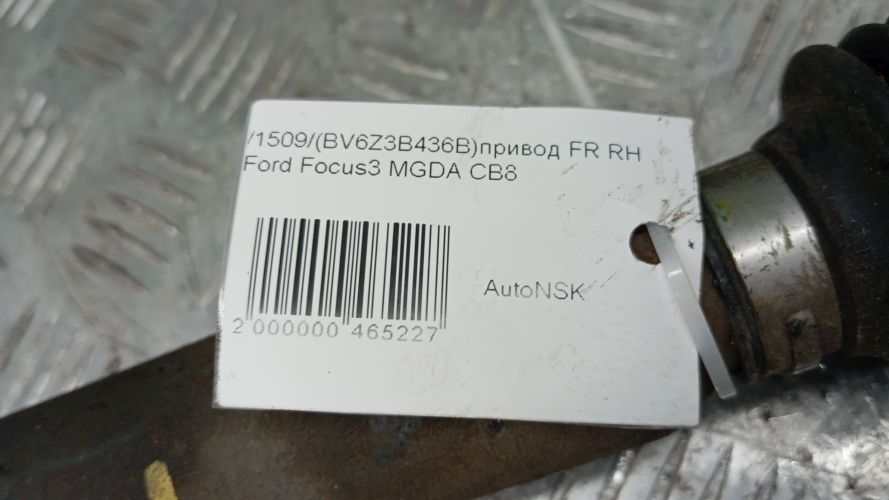 /1509/(BV6Z3B436B)привод FR RH
Ford Focus3 MGDA CB8
AutoNSK
2 000000 465227